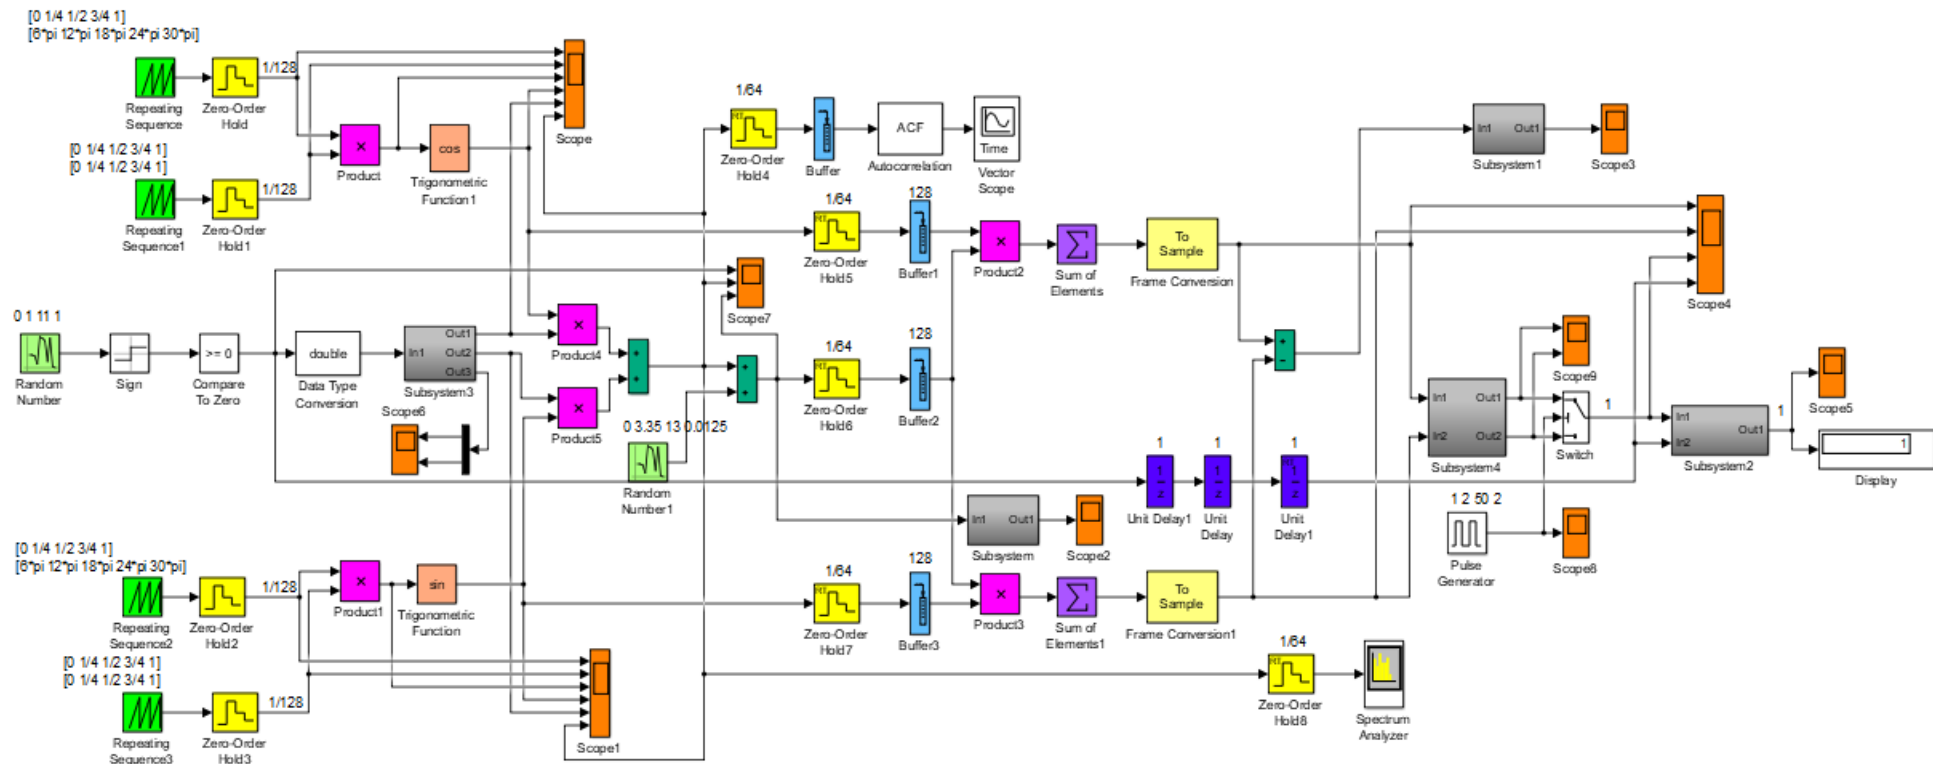 [0 1/4 1/2 3/4 1]
[6*pi 12*pi 18*pi 24*pi 30*pi]
1/128
Repeating
Sequence
Zero-Order
Hold
[0 1/4 1/2 3/4 1]
[0 1/4 1/2 3/4 1]
×
Product
cos
Trigonometric
Function1
1/128
Repeating
Sequence1
Zero-Order
Hold1
Scope
1/64
RT
Zero-Order
Hold4
Buffer
ACF
Autocorrelation
Time
Vector
Scope
In1
Out1
Subsystem1
Scope3
1/64
RT
Zero-Order
Hold5
128
Buffer1
×
Product2
Σ
Sum of
Elements
To
Sample
Frame Conversion
Scope4
Scope7
0 1 11 1
Random
Number
Sign
>= 0
Compare
To Zero
double
Data Type
Conversion
In1
Out1
Out2
Out3
Subsystem3
Scope6
×
Product4
×
Product5
+
+
+
+
0 3.35 13 0.0125
Random
Number1
1/64
RT
Zero-Order
Hold6
128
Buffer2
+
−
Scope9
In1
In2
Out1
Out2
Subsystem4
1
Switch
In1
In2
Out1
Subsystem2
1
Scope5
1
Display
1
1
z
Unit Delay1
1
1
z
Unit
Delay
1
RT
1
z
Unit
Delay1
1 2 50 2
Pulse
Generator
Scope8
In1
Out1
Subsystem
Scope2
[0 1/4 1/2 3/4 1]
[6*pi 12*pi 18*pi 24*pi 30*pi]
1/128
Repeating
Sequence2
Zero-Order
Hold2
×
Product1
sin
Trigonometric
Function
1/64
RT
Zero-Order
Hold7
128
Buffer3
×
Product3
Σ
Sum of
Elements1
To
Sample
Frame Conversion1
[0 1/4 1/2 3/4 1]
[0 1/4 1/2 3/4 1]
1/128
Repeating
Sequence3
Zero-Order
Hold3
Scope1
1/64
RT
Zero-Order
Hold8
Spectrum
Analyzer